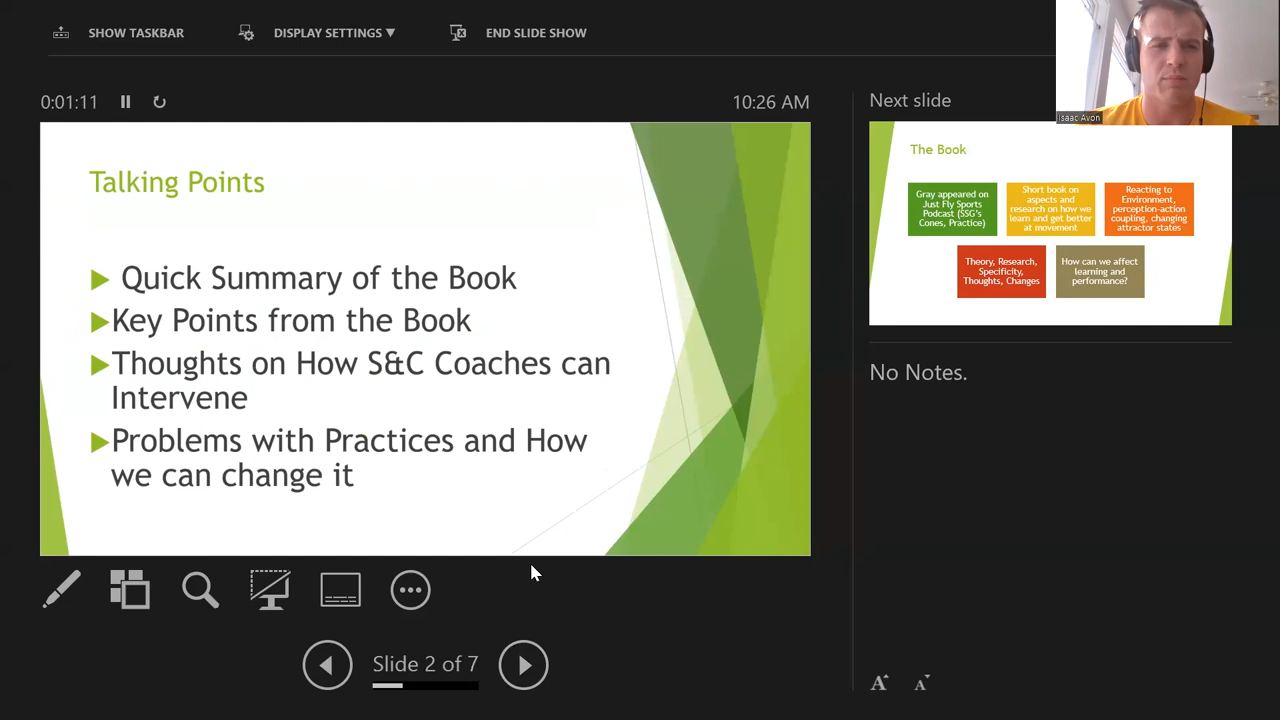 SHOW TASKBAR
DISPLAY SETTINGS ▼
END SLIDE SHOW
0:01:11
10:26 AM
Talking Points
Quick Summary of the Book
Key Points from the Book
Thoughts on How S&C Coaches can
Intervene
Problems with Practices and How
we can change it
Slide 2 of 7
Next slide
Isaac Avon
The Book
Gray appeared on
Just Fly Sports
Podcast (SSG's
Cones, Practice)
Short book on
aspects and
research on how we
learn and get better
at movement
Reacting to
Environment,
perception-action
coupling, changing
attractor states
Theory, Research,
Specificity,
Thoughts, Changes
How can we affect
learning and
performance?
No Notes.
A A